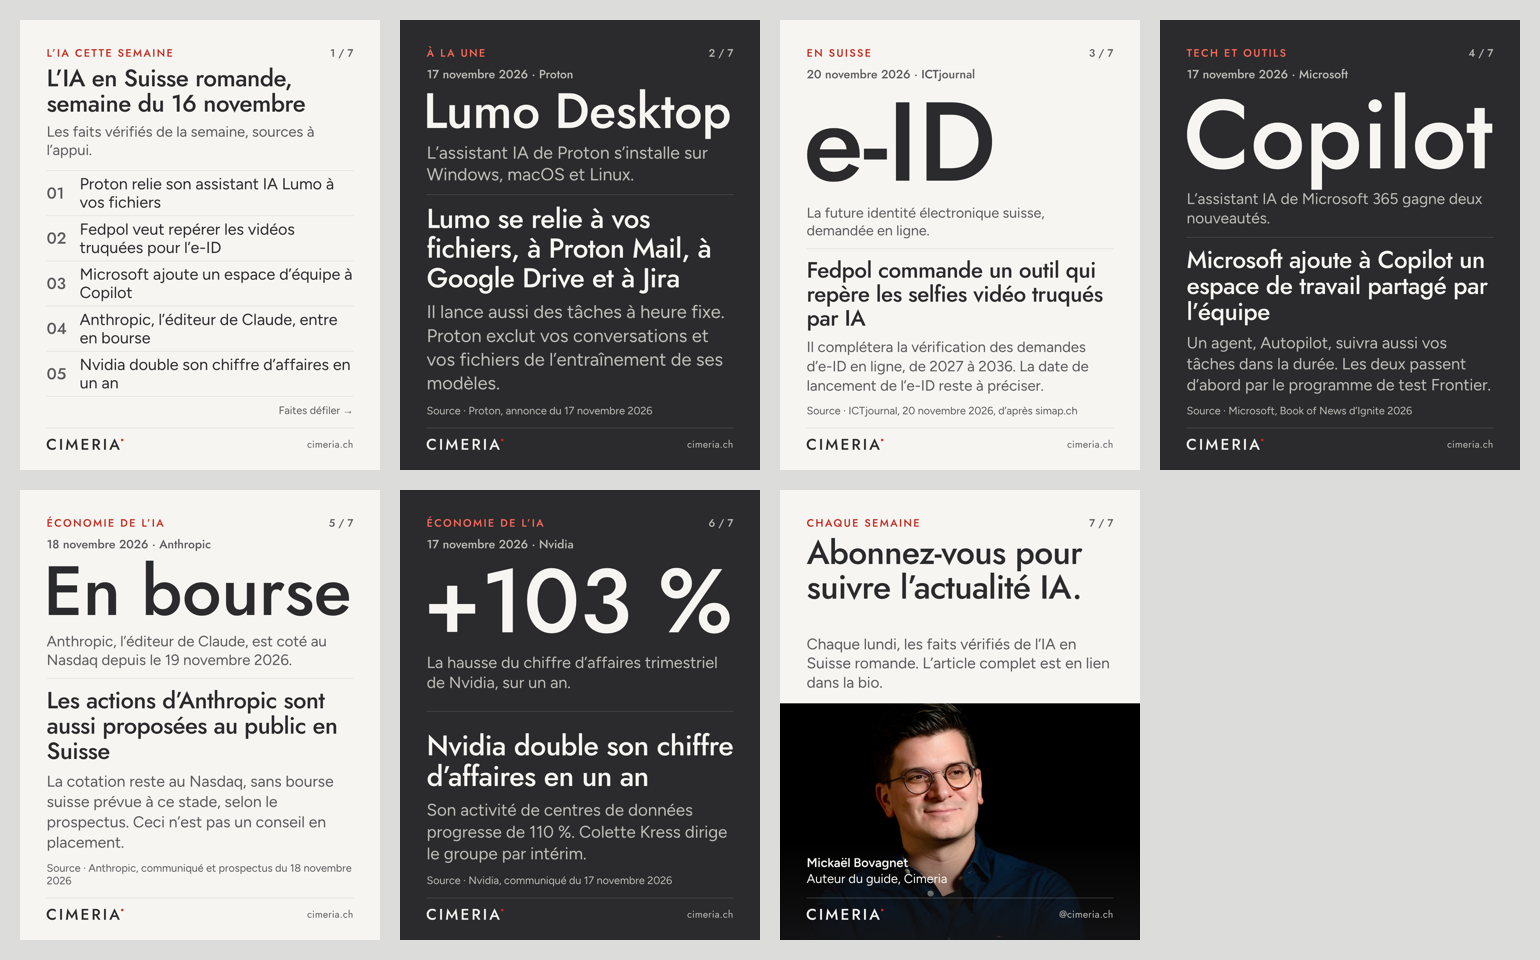 L'IA CETTE SEMAINE
1 / 7
L'IA en Suisse romande,
semaine du 16 novembre
Les faits vérifiés de la semaine, sources à
l'appui.
01 Proton relie son assistant IA Lumo à
vos fichiers
02 Fedpol veut repérer les vidéos
truquées pour l'e-ID
03 Microsoft ajoute un espace d'équipe à
Copilot
04 Anthropic, l'éditeur de Claude, entre
en bourse
05 Nvidia double son chiffre d'affaires en
un an
Faites défiler →
CIMERIA
cimeria.ch
À LA UNE
2 / 7
17 novembre 2026 · Proton
Lumo Desktop
L'assistant IA de Proton s'installe sur
Windows, macOS et Linux.
Lumo se relie à vos
fichiers, à Proton Mail, à
Google Drive et à Jira
Il lance aussi des tâches à heure fixe.
Proton exclut vos conversations et
vos fichiers de l'entraînement de ses
modèles.
Source · Proton, annonce du 17 novembre 2026
CIMERIA
cimeria.ch
EN SUISSE
3 / 7
20 novembre 2026 · ICTjournal
e-ID
La future identité électronique suisse,
demandée en ligne.
Fedpol commande un outil qui
repère les selfies vidéo truqués
par IA
Il complétera la vérification des demandes
d'e-ID en ligne, de 2027 à 2036. La date de
lancement de l'e-ID reste à préciser.
Source · ICTjournal, 20 novembre 2026, d'après simap.ch
CIMERIA
cimeria.ch
TECH ET OUTILS
4 / 7
17 novembre 2026 · Microsoft
Copilot
L'assistant IA de Microsoft 365 gagne deux
nouveautés.
Microsoft ajoute à Copilot un
espace de travail partagé par
l'équipe
Un agent, Autopilot, suivra aussi vos
tâches dans la durée. Les deux passent
d'abord par le programme de test Frontier.
Source · Microsoft, Book of News d'Ignite 2026
CIMERIA
cimeria.ch
ÉCONOMIE DE L'IA
5 / 7
18 novembre 2026 · Anthropic
En bourse
Anthropic, l'éditeur de Claude, est coté au
Nasdaq depuis le 19 novembre 2026.
Les actions d'Anthropic sont
aussi proposées au public en
Suisse
La cotation reste au Nasdaq, sans bourse
suisse prévue à ce stade, selon le
prospectus. Ceci n'est pas un conseil en
placement.
Source · Anthropic, communiqué et prospectus du 18 novembre
2026
CIMERIA
cimeria.ch
ÉCONOMIE DE L'IA
6 / 7
17 novembre 2026 · Nvidia
+103 %
La hausse du chiffre d'affaires trimestriel
de Nvidia, sur un an.
Nvidia double son chiffre
d'affaires en un an
Son activité de centres de données
progresse de 110 %. Colette Kress dirige
le groupe par intérim.
Source · Nvidia, communiqué du 17 novembre 2026
CIMERIA
cimeria.ch
CHAQUE SEMAINE
7 / 7
Abonnez-vous pour
suivre l'actualité IA.
Chaque lundi, les faits vérifiés de l'IA en
Suisse romande. L'article complet est en lien
dans la bio.
Mickaël Bovagnet
Auteur du guide, Cimeria
CIMERIA
@cimeria.ch